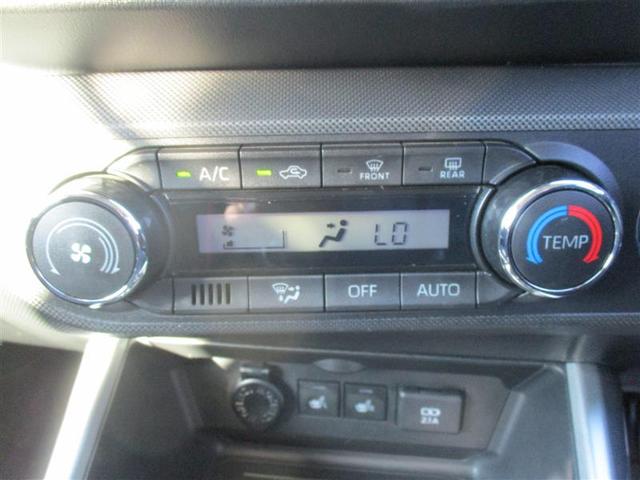 A/C
FRONT
REAR
LO
TEMP
OFF
AUTO
2.1A